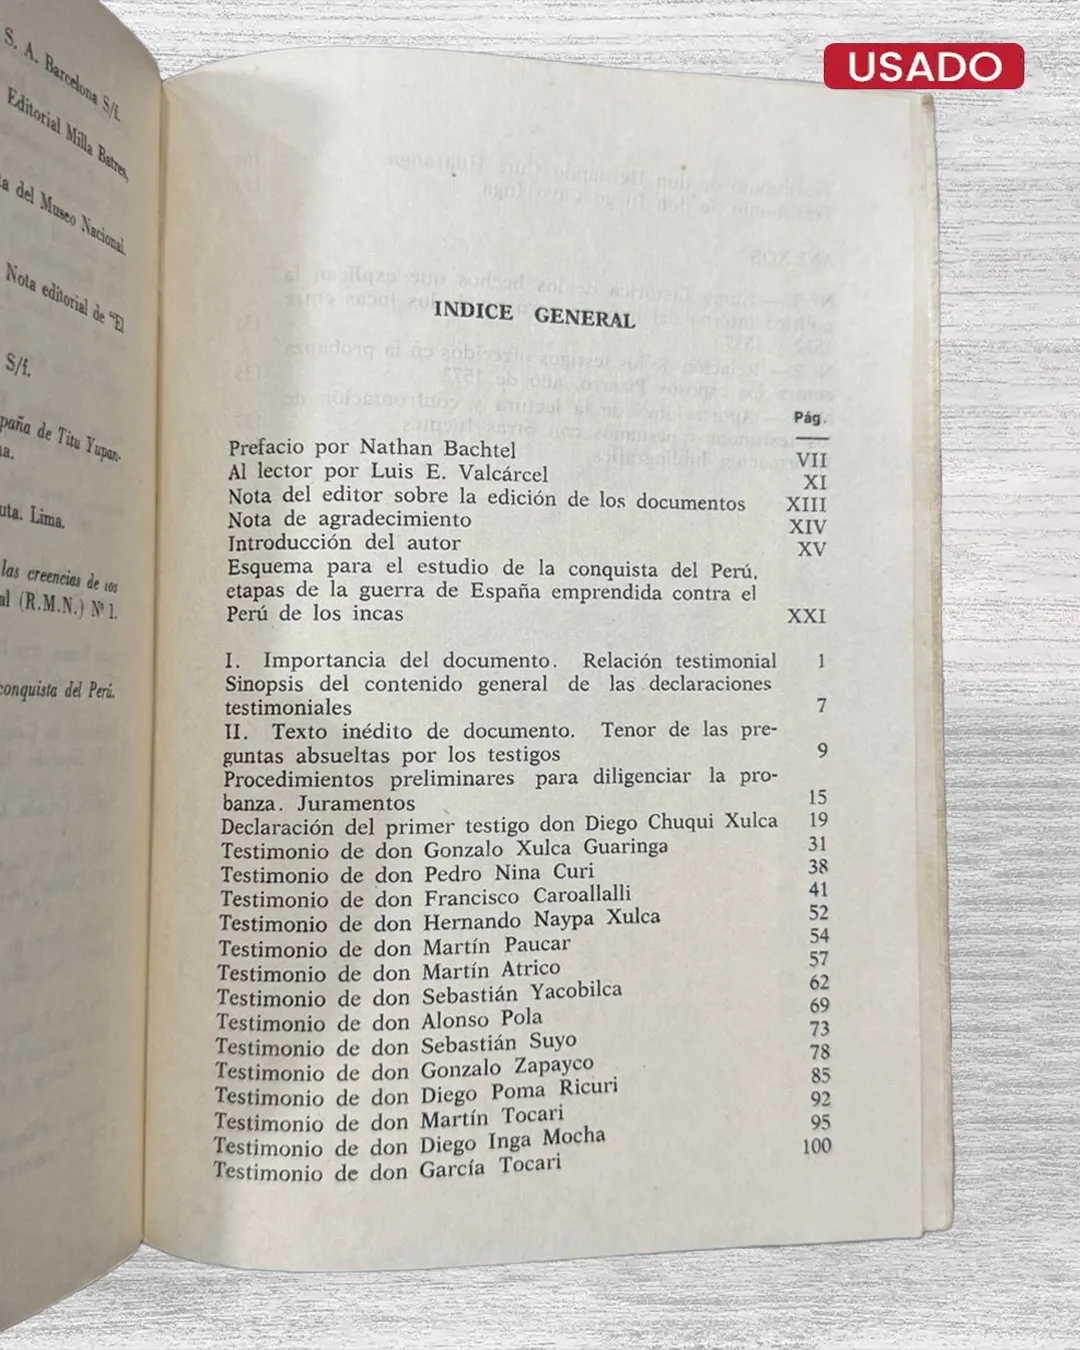 USADO
S. A. Barcelona S/f.
Editorial Milla Batres,
del Museo Nacional.
Nota editorial de "El
S/f.
de Titu Yupan-
Lima.
las creencias de los
(R.M.N.) Nº 1.
conquista del Perú.
INDICE GENERAL
Pág.
Prefacio por Nathan Bachtel VII
Al lector por Luis E. Valcárcel XI
Nota del editor sobre la edición de los documentos XIII
Nota de agradecimiento XIV
Introducción del autor XV
Esquema para el estudio de la conquista del Perú,
etapas de la guerra de España emprendida contra el
Perú de los incas XXI
I. Importancia del documento. Relación testimonial 1
Sinopsis del contenido general de las declaraciones
testimoniales 7
II. Texto inédito de documento. Tenor de las pre-
guntas absueltas por los testigos 9
Procedimientos preliminares para diligenciar la pro-
banza. Juramentos 15
Declaración del primer testigo don Diego Chuqui Xulca 19
Testimonio de don Gonzalo Xulca Guaringa 31
Testimonio de don Pedro Nina Curi 38
Testimonio de don Francisco Caroallalli 41
Testimonio de don Hernando Naypa Xulca 52
Testimonio de don Martín Paucar 54
Testimonio de don Martín Atrico 57
Testimonio de don Sebastián Yacobilca 62
Testimonio de don Alonso Pola 69
Testimonio de don Sebastián Suyo 73
Testimonio de don Gonzalo Zapayco 78
Testimonio de don Diego Poma Ricuri 85
Testimonio de don Martín Tocari 92
Testimonio de don Diego Inga Mocha 95
Testimonio de don García Tocari 100